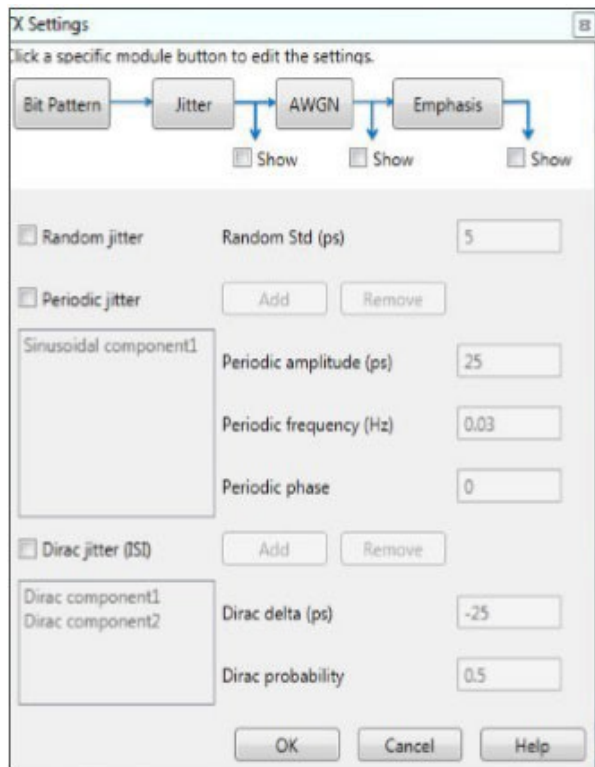 X Settings
Click a specific module button to edit the settings.
Bit Pattern Jitter AWGN Emphasis
Show Show Show
Random jitter Random Std (ps) 5
Periodic jitter Add Remove
Sinusoidal component1
Periodic amplitude (ps) 25
Periodic frequency (Hz) 0.03
Periodic phase 0
Dirac jitter (ISI) Add Remove
Dirac component1
Dirac component2
Dirac delta (ps) -25
Dirac probability 0.5
OK Cancel Help